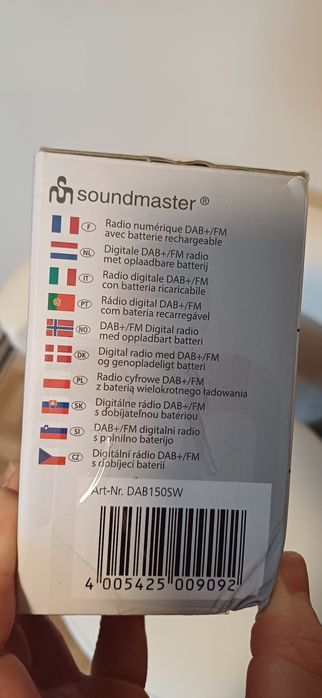 soundmaster ®
F Radio numérique DAB+/FM
avec batterie rechargeable
NL Digitale DAB+/FM radio
met oplaadbare batterij
IT Radio digitale DAB+/FM
con batteria ricaricabile
PT Rádio digital DAB+/FM
com bateria recarregável
NO DAB+/FM Digital radio
med oppladbart batteri
DK Digital radio med DAB+/FM
og genopladeligt batteri
PL Radio cyfrowe DAB+/FM
z baterią wielokrotnego ładowania
SK Digitálne rádio DAB+/FM
s dobíjateľnou batériou
SI DAB+/FM digitalni radio
s polnilno baterijo
CZ Digitální rádio DAB+/FM
s dobíjecí baterií
Art-Nr. DAB150SW
4 005425 009092